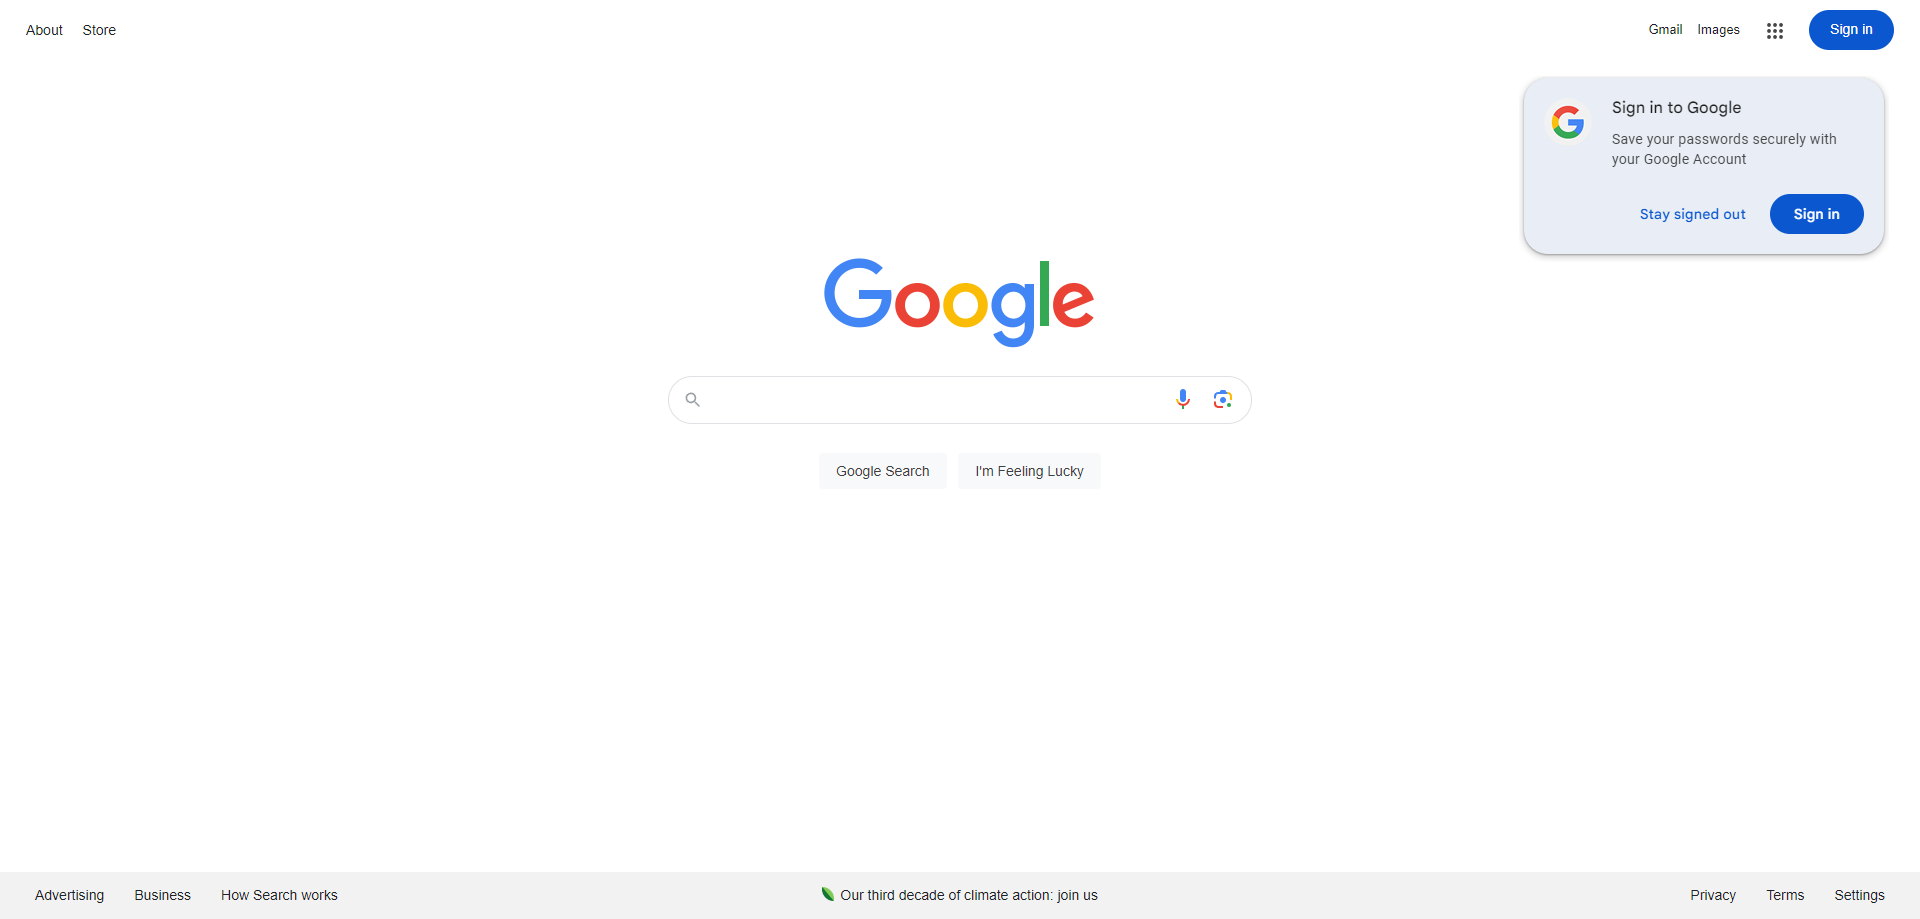 About Store
Gmail Images Sign in
Sign in to Google
Save your passwords securely with
your Google Account
Stay signed out Sign in
Google
Google Search I'm Feeling Lucky
Advertising Business How Search works
Our third decade of climate action: join us
Privacy Terms Settings